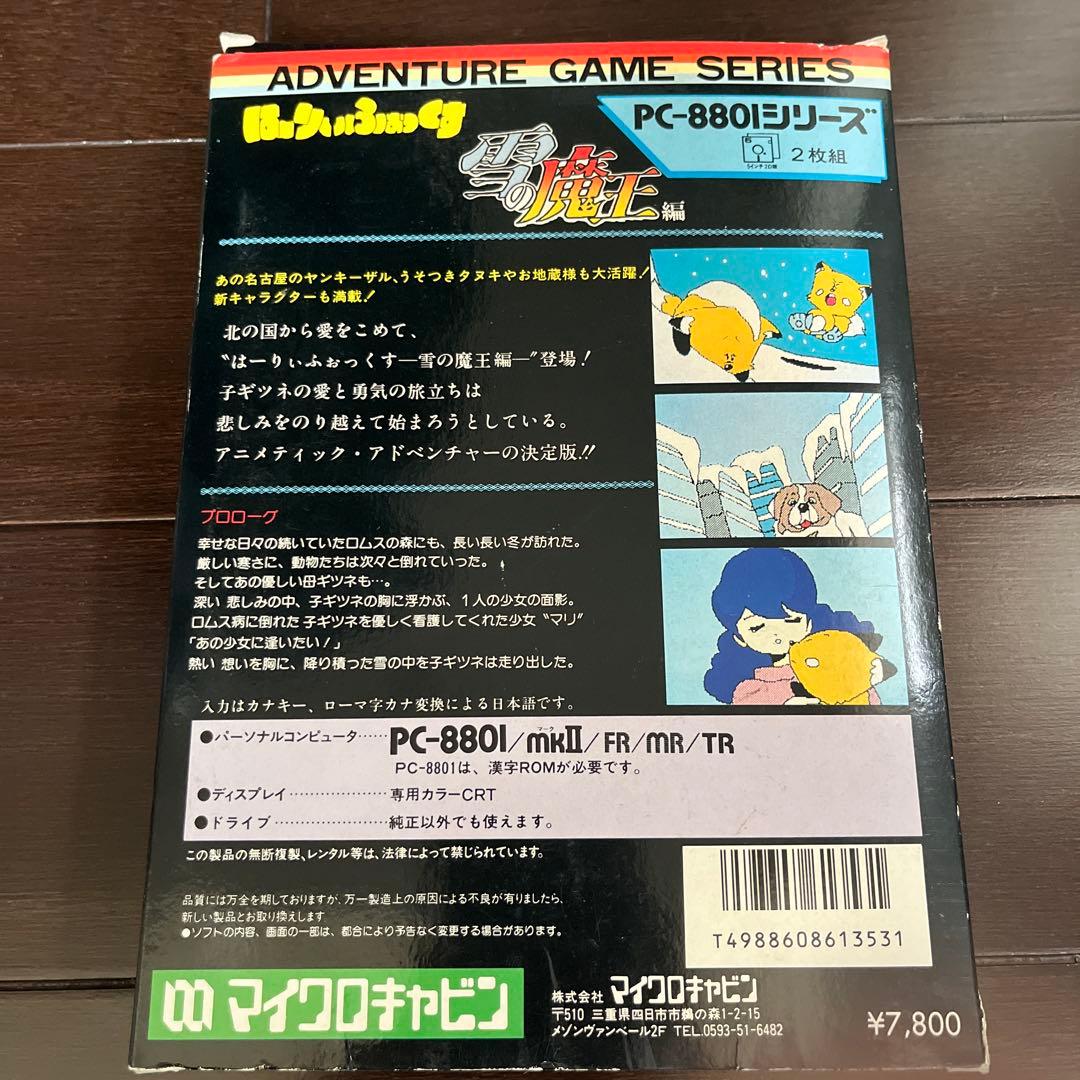 ADVENTURE GAME SERIES
はーりぃふぉっくす
PC-8801シリーズ
5インチ2D版
2枚組
雪の魔王編
あの名古屋のヤンキーザル、うそつきタヌキやお地蔵様も大活躍!
新キャラクターも満載!
北の国から愛をこめて、
〝はーりぃふぉっくす―雪の魔王編―〟登場!
子ギツネの愛と勇気の旅立ちは
悲しみをのり越えて始まろうとしている。
アニメティック・アドベンチャーの決定版!!
プロローグ
幸せな日々の続いていたロムスの森にも、長い長い冬が訪れた。
厳しい寒さに、動物たちは次々と倒れていった。
そしてあの優しい母ギツネも…。
深い 悲しみの中、子ギツネの胸に浮かぶ、1人の少女の面影。
ロムス病に倒れた 子ギツネを優しく看護してくれた少女〝マリ〟
「あの少女に逢いたい!」
熱い 想いを胸に、降り積った雪の中を子ギツネは走り出した。
入力はカナキー、ローマ字カナ変換による日本語です。
●パーソナルコンピュータ……PC-8801/mkII/FR/MR/TR
マーク
PC-8801は、漢字ROMが必要です。
●ディスプレイ………………専用カラーCRT
●ドライブ……………………純正以外でも使えます。
この製品の無断複製、レンタル等は、法律によって禁じられています。
品質には万全を期しておりますが、万一製造上の原因による不良が有りましたら、
新しい製品とお取り換えします
●ソフトの内容、画面の一部は、都合により予告なく変更する場合があります。
T4988608613531
マイクロキャビン
株式会社 マイクロキャビン
〒510 三重県四日市市鵜の森1-2-15
メゾンヴァンベール2F TEL.0593-51-6482
¥7,800